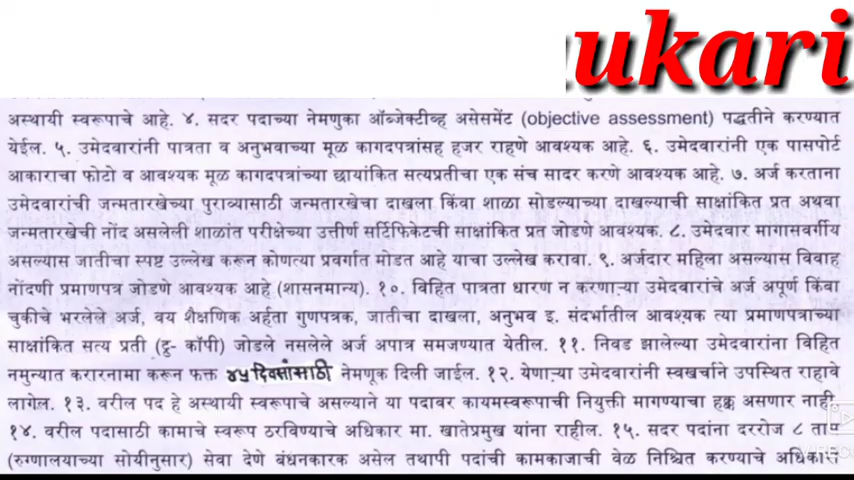 ukari
अस्थायी स्वरूपाचे आहे. ४. सदर पदाच्या नेमणुका ऑब्जेक्टीव्ह असेसमेंट (objective assessment) पद्धतीने करण्यात
येईल. ५. उमेदवारांनी पात्रता व अनुभवाच्या मूळ कागदपत्रांसह हजर राहणे आवश्यक आहे. ६. उमेदवारांनी एक पासपोर्ट
आकाराचा फोटो व आवश्यक मूळ कागदपत्रांच्या छायांकित सत्यप्रतीचा एक संच सादर करणे आवश्यक आहे. ७. अर्ज करताना
उमेदवारांची जन्मतारखेच्या पुराव्यासाठी जन्मतारखेचा दाखला किंवा शाळा सोडल्याच्या दाखल्याची साक्षांकित प्रत अथवा
जन्मतारखेची नोंद असलेली शाळांत परीक्षेच्या उत्तीर्ण सर्टिफिकेटची साक्षांकित प्रत जोडणे आवश्यक. ८. उमेदवार मागासवर्गीय
असल्यास जातीचा स्पष्ट उल्लेख करून कोणत्या प्रवर्गात मोडत आहे याचा उल्लेख करावा. ९. अर्जदार महिला असल्यास विवाह
नोंदणी प्रमाणपत्र जोडणे आवश्यक आहे (शासनमान्य). १०. विहित पात्रता धारण न करणाऱ्या उमेदवारांचे अर्ज अपूर्ण किंवा
चुकीचे भरलेले अर्ज, वय शैक्षणिक अर्हता गुणपत्रक, जातीचा दाखला, अनुभव इ. संदर्भातील आवश्यक त्या प्रमाणपत्राच्या
साक्षांकित सत्य प्रती (ट्रु- कॉपी) जोडले नसलेले अर्ज अपात्र समजण्यात येतील. ११. निवड झालेल्या उमेदवारांना विहित
नमुन्यात करारनामा करून फक्त ४५ दिवसांसाठी नेमणूक दिली जाईल. १२. येणाऱ्या उमेदवारांनी स्वखर्चाने उपस्थित राहावे
लागेल. १३. वरील पद हे अस्थायी स्वरूपाचे असल्याने या पदावर कायमस्वरूपाची नियुक्ती मागण्याचा हक्क असणार नाही.
१४. वरील पदासाठी कामाचे स्वरूप ठरविण्याचे अधिकार मा. खातेप्रमुख यांना राहील. १५. सदर पदांना दररोज ८ तास
(रुग्णालयाच्या सोयीनुसार) सेवा देणे बंधनकारक असेल तथापी पदांची कामकाजाची वेळ निश्चित करण्याचे अधिकार